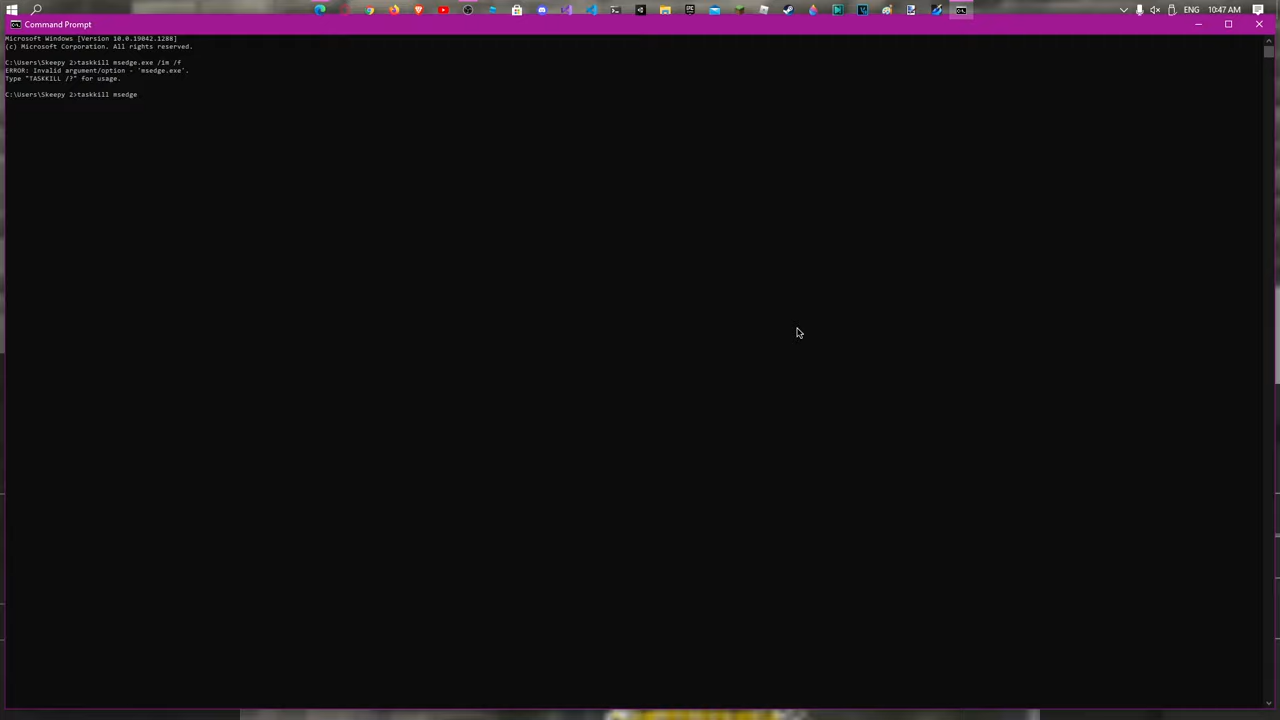 ENG 10:47 AM
Command Prompt
Microsoft Windows [Version 10.0.19042.1288]
(c) Microsoft Corporation. All rights reserved.
C:\Users\Skeepy 2>taskkill msedge.exe /im /f
ERROR: Invalid argument/option - 'msedge.exe'.
Type "TASKKILL /?" for usage.
C:\Users\Skeepy 2>taskkill msedge